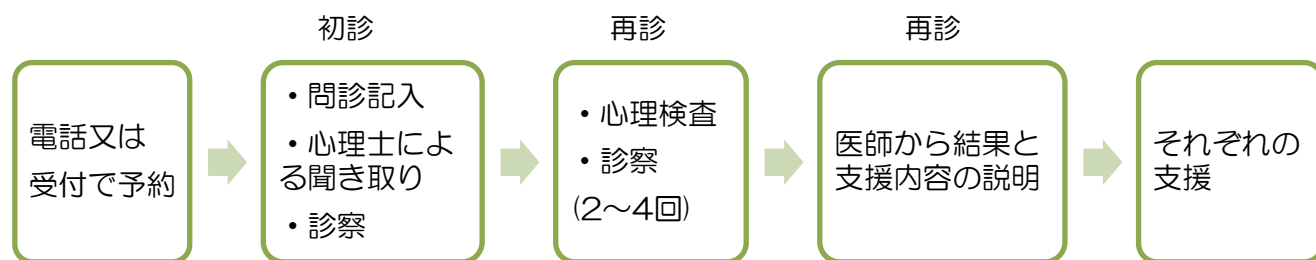 初診
再診
再診
電話又は
受付で予約
・問診記入
・心理士によ
る聞き取り
・診察
・心理検査
・診察
(2～4回)
医師から結果と
支援内容の説明
それぞれの
支援